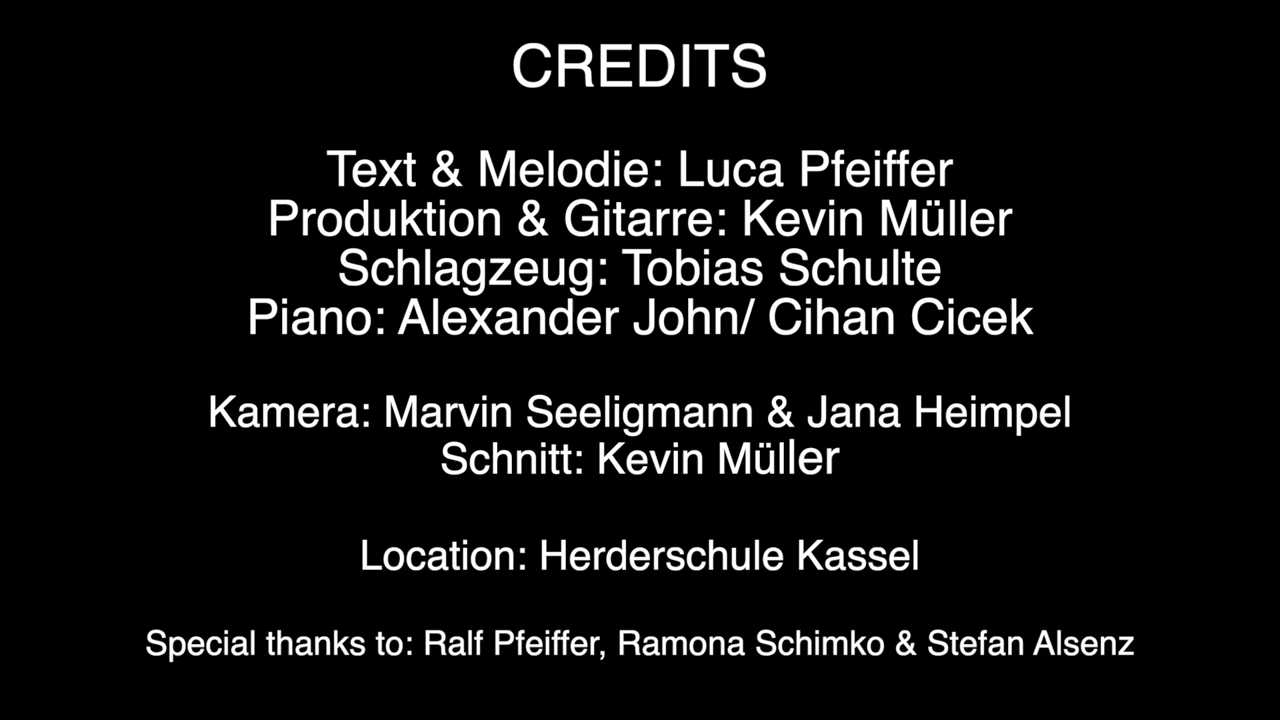 CREDITS
Text & Melodie: Luca Pfeiffer
Produktion & Gitarre: Kevin Müller
Schlagzeug: Tobias Schulte
Piano: Alexander John/ Cihan Cicek
Kamera: Marvin Seeligmann & Jana Heimpel
Schnitt: Kevin Müller
Location: Herderschule Kassel
Special thanks to: Ralf Pfeiffer, Ramona Schimko & Stefan Alsenz